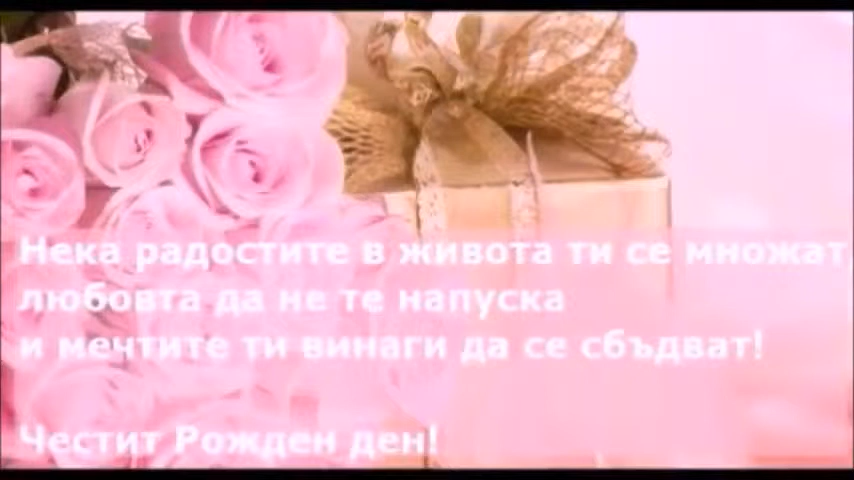 Нека радостите в живота ти се множат,
любовта да не те напуска
и мечтите ти винаги да се сбъдват!
Честит Рожден ден!